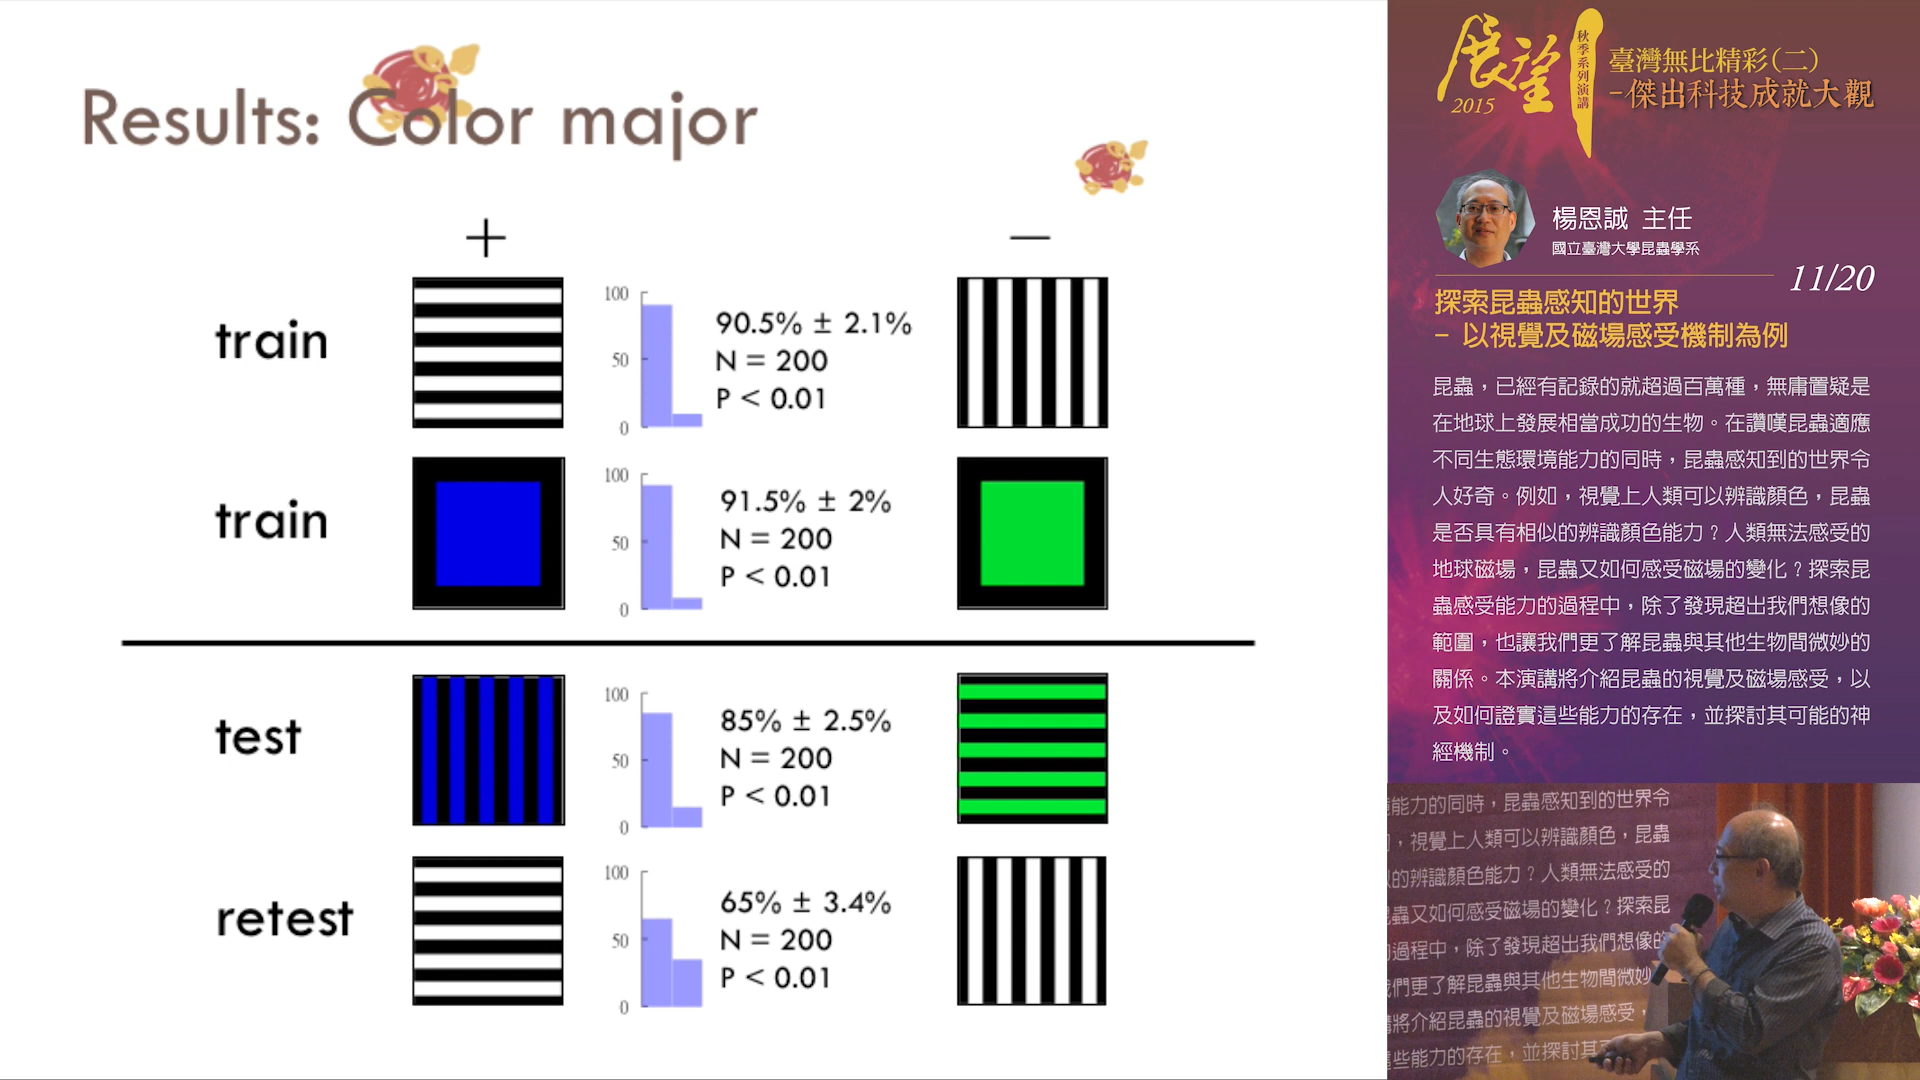 Results: Color major
+
—
train
100
50
0
90.5% ± 2.1%
N = 200
P < 0.01
train
100
50
0
91.5% ± 2%
N = 200
P < 0.01
test
100
50
0
85% ± 2.5%
N = 200
P < 0.01
retest
100
50
0
65% ± 3.4%
N = 200
P < 0.01
展望
2015
秋季系列演講
臺灣無比精彩(二)
-傑出科技成就大觀
楊恩誠 主任
國立臺灣大學昆蟲學系
11/20
探索昆蟲感知的世界
- 以視覺及磁場感受機制為例
昆蟲，已經有記錄的就超過百萬種，無庸置疑是
在地球上發展相當成功的生物。在讚嘆昆蟲適應
不同生態環境能力的同時，昆蟲感知到的世界令
人好奇。例如，視覺上人類可以辨識顏色，昆蟲
是否具有相似的辨識顏色能力？人類無法感受的
地球磁場，昆蟲又如何感受磁場的變化？探索昆
蟲感受能力的過程中，除了發現超出我們想像的
範圍，也讓我們更了解昆蟲與其他生物間微妙的
關係。本演講將介紹昆蟲的視覺及磁場感受，以
及如何證實這些能力的存在，並探討其可能的神
經機制。
能力的同時，昆蟲感知到的世界令
，視覺上人類可以辨識顏色，昆蟲
的辨識顏色能力？人類無法感受的
蟲又如何感受磁場的變化？探索昆
過程中，除了發現超出我們想像的
們更了解昆蟲與其他生物間微妙
將介紹昆蟲的視覺及磁場感受，
些能力的存在，並探討其